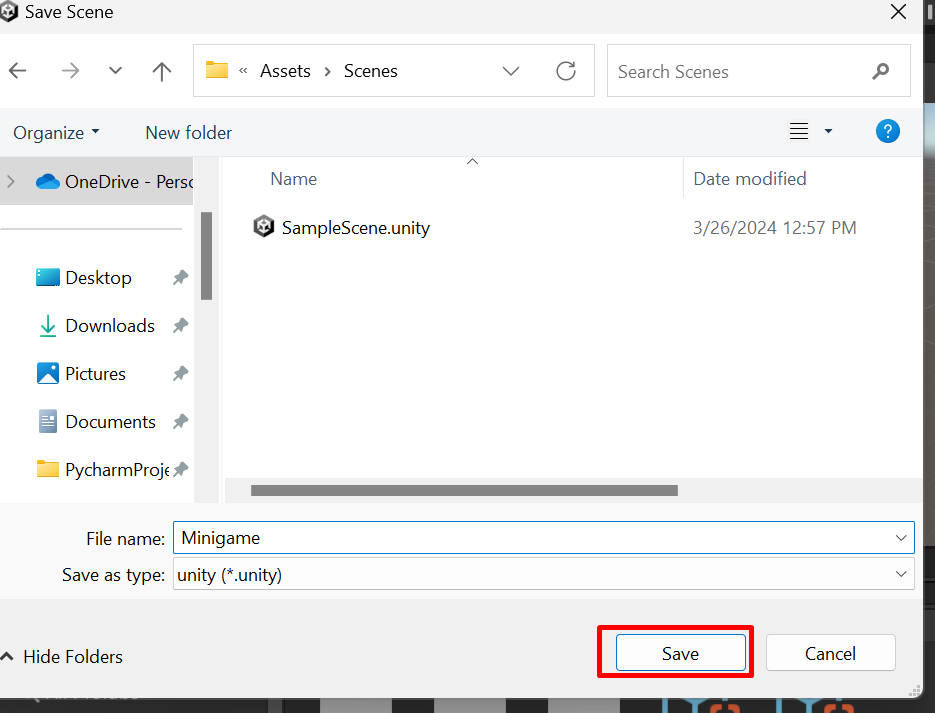 Save Scene
« Assets › Scenes
Search Scenes
Organize
New folder
?
OneDrive - Perso
Name
Date modified
SampleScene.unity
3/26/2024 12:57 PM
Desktop
Downloads
Pictures
Documents
PycharmProje
File name:
Minigame
Save as type:
unity (*.unity)
Hide Folders
Save
Cancel